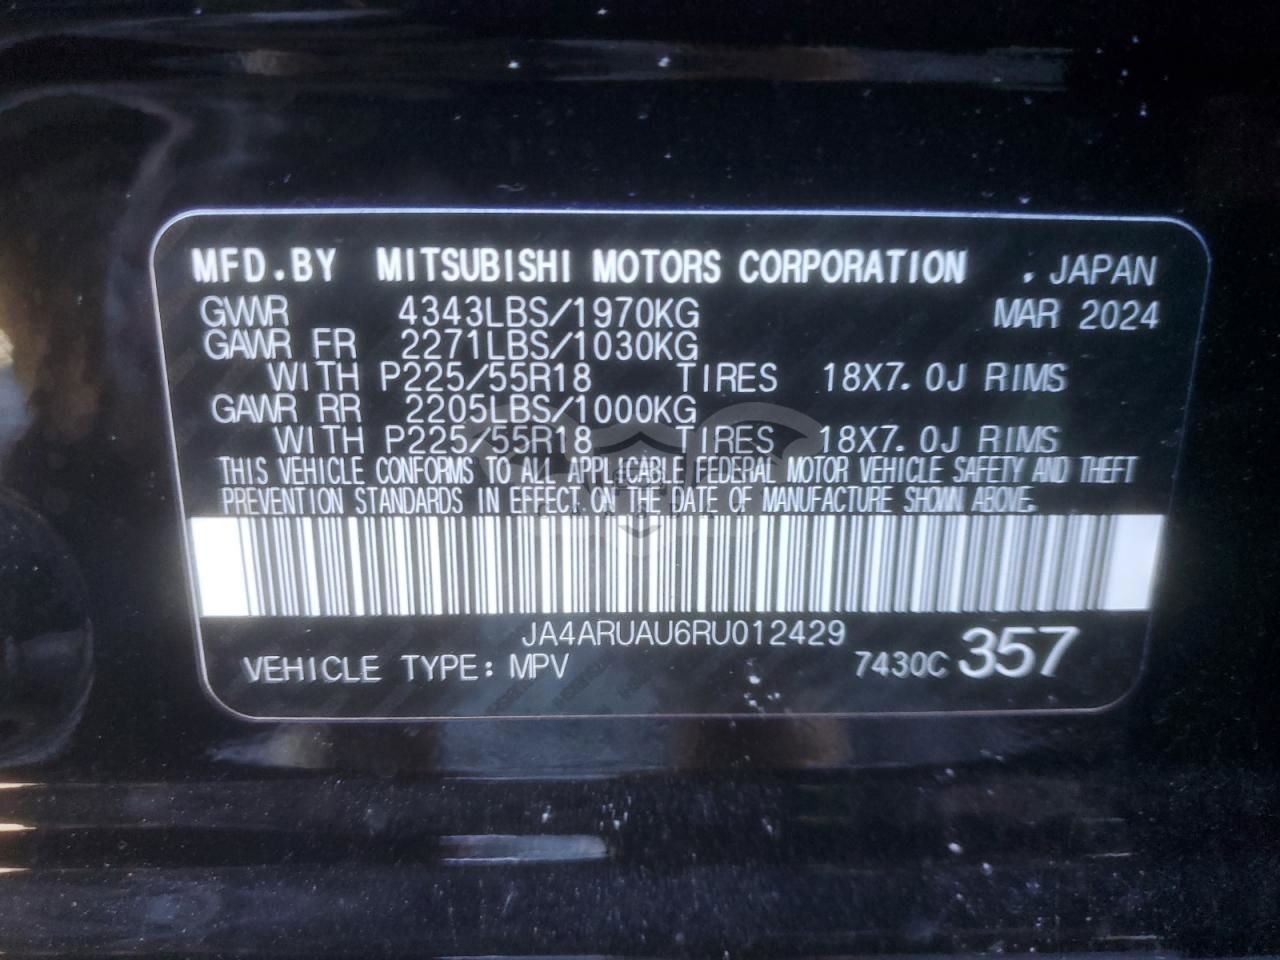 MFD.BY MITSUBISHI MOTORS CORPORATION , JAPAN
GVWR 4343LBS/1970KG MAR 2024
GAWR FR 2271LBS/1030KG
WITH P225/55R18 TIRES 18X7.0J RIMS
GAWR RR 2205LBS/1000KG
WITH P225/55R18 TIRES 18X7.0J RIMS
THIS VEHICLE CONFORMS TO ALL APPLICABLE FEDERAL MOTOR VEHICLE SAFETY AND THEFT
PREVENTION STANDARDS IN EFFECT ON THE DATE OF MANUFACTURE SHOWN ABOVE.
JA4ARUAU6RU012429
VEHICLE TYPE: MPV 7430C 357